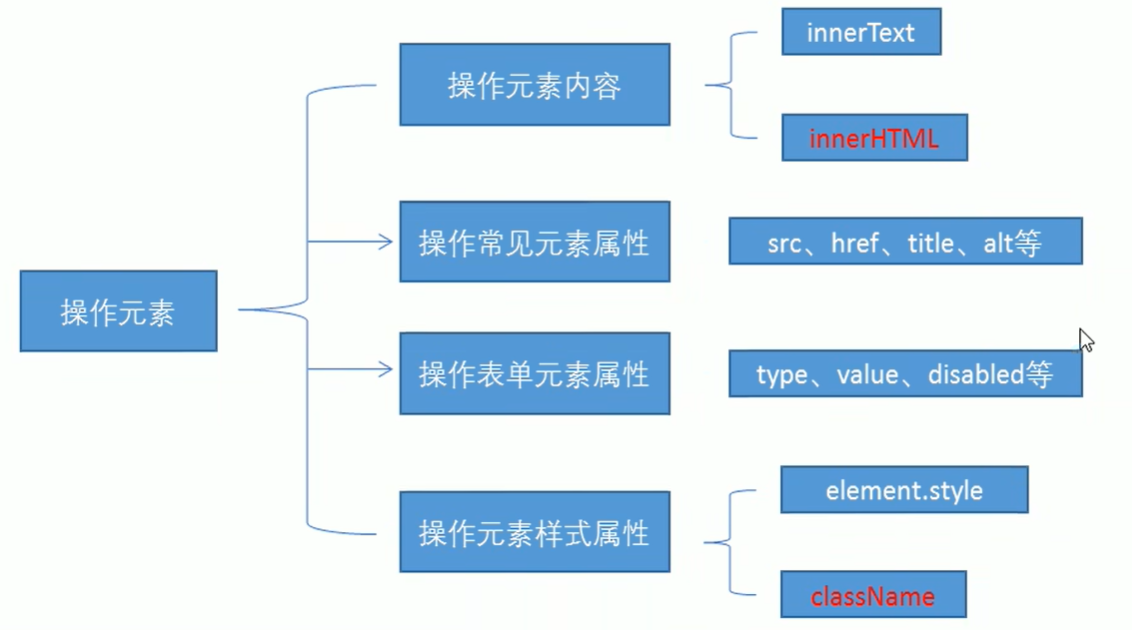 操作元素
操作元素内容
innerText
innerHTML
操作常见元素属性
src、href、title、alt等
操作表单元素属性
type、value、disabled等
操作元素样式属性
element.style
className